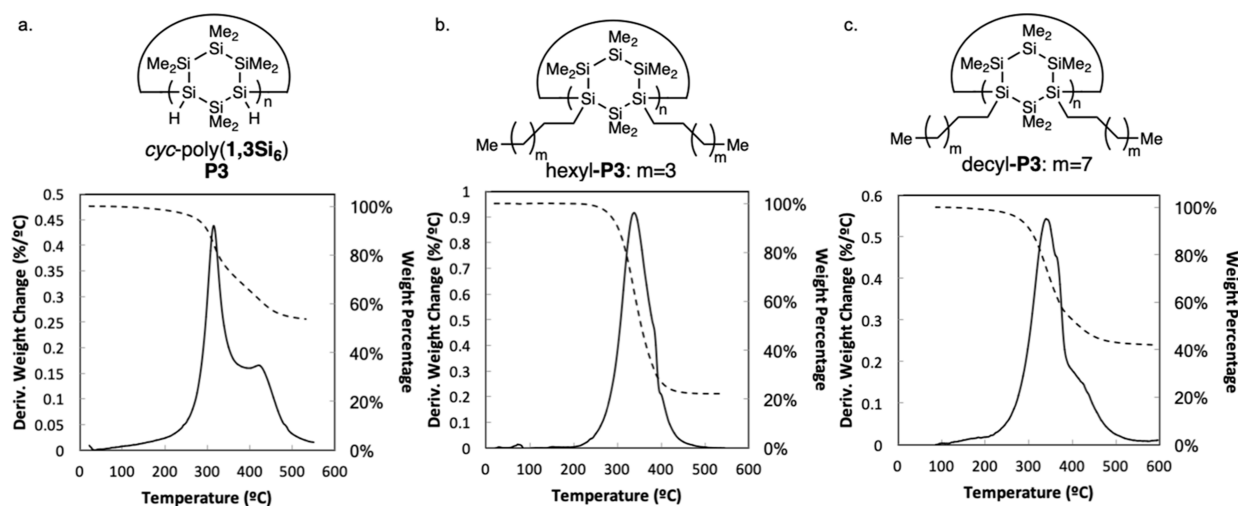 a.
Me₂
Si
Me₂Si
SiMe₂
Si
Si
n
H
Si
H
Me₂
cyc-poly(1,3Si₆)
P3
0.5
0.45
0.4
0.35
0.3
0.25
0.2
0.15
0.1
0.05
0
Deriv. Weight Change (%/ºC)
100%
80%
60%
40%
20%
0%
Weight Percentage
0 100 200 300 400 500 600
Temperature (ºC)
b.
Me₂
Si
Me₂Si
SiMe₂
Si
Si
n
Si
Me₂
Me
m
m
Me
hexyl-P3: m=3
1
0.9
0.8
0.7
0.6
0.5
0.4
0.3
0.2
0.1
0
Deriv. Weight Change (%/ºC)
100%
80%
60%
40%
20%
0%
Weight Percentage
0 100 200 300 400 500 600
Temperature (ºC)
c.
Me₂
Si
Me₂Si
SiMe₂
Si
Si
n
Si
Me₂
Me
m
m
Me
decyl-P3: m=7
0.6
0.5
0.4
0.3
0.2
0.1
0
Deriv. Weight Change (%/ºC)
100%
80%
60%
40%
20%
0%
Weight Percentage
0 100 200 300 400 500 600
Temperature (ºC)